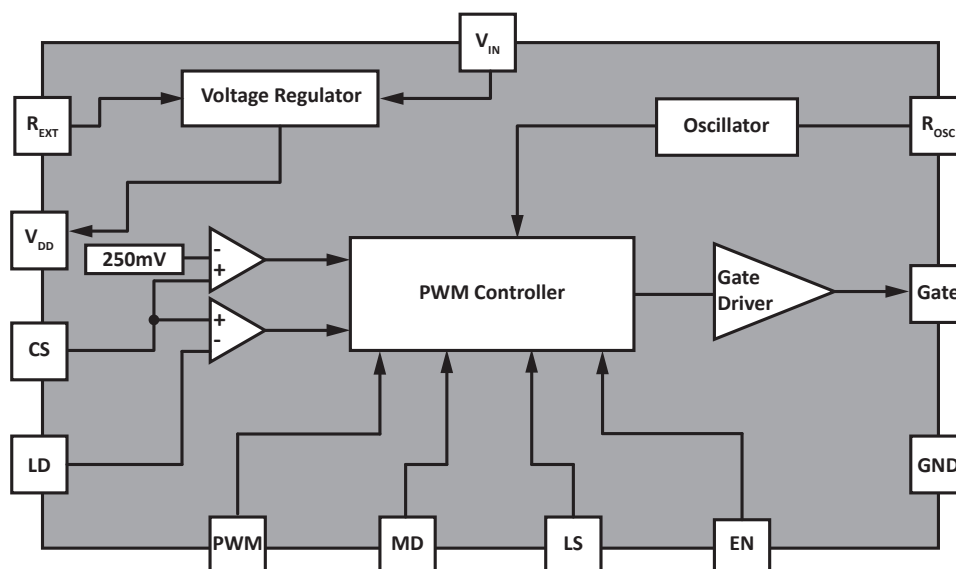 VIN
Voltage Regulator
REXT
Oscillator
ROSC
VDD
250mV
-
+
PWM Controller
Gate
Driver
Gate
+
-
CS
LD
GND
PWM
MD
LS
EN